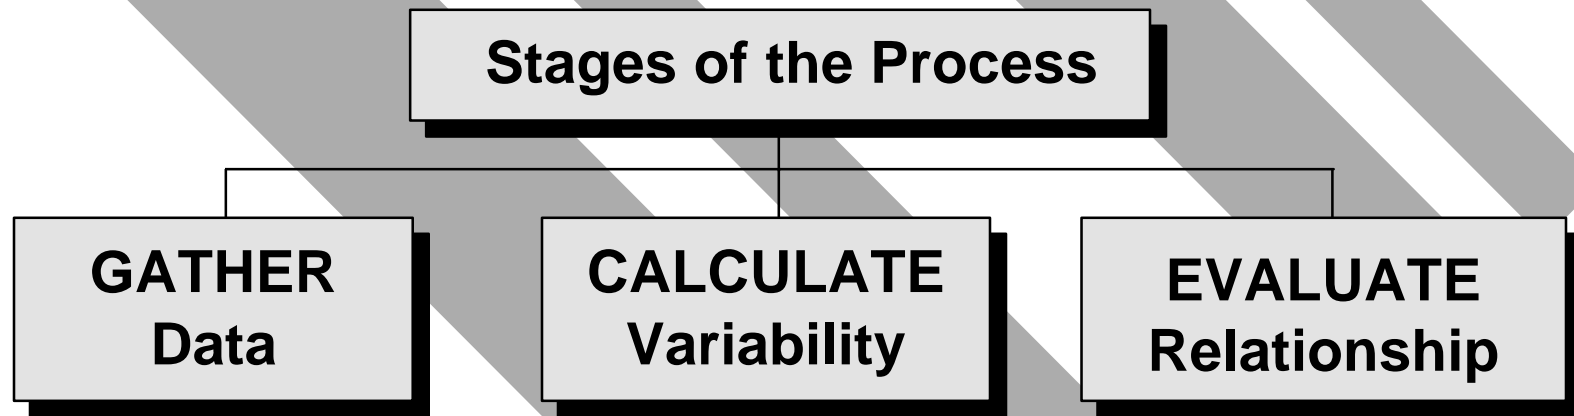 Stages of the Process
GATHER
Data
CALCULATE
Variability
EVALUATE
Relationship